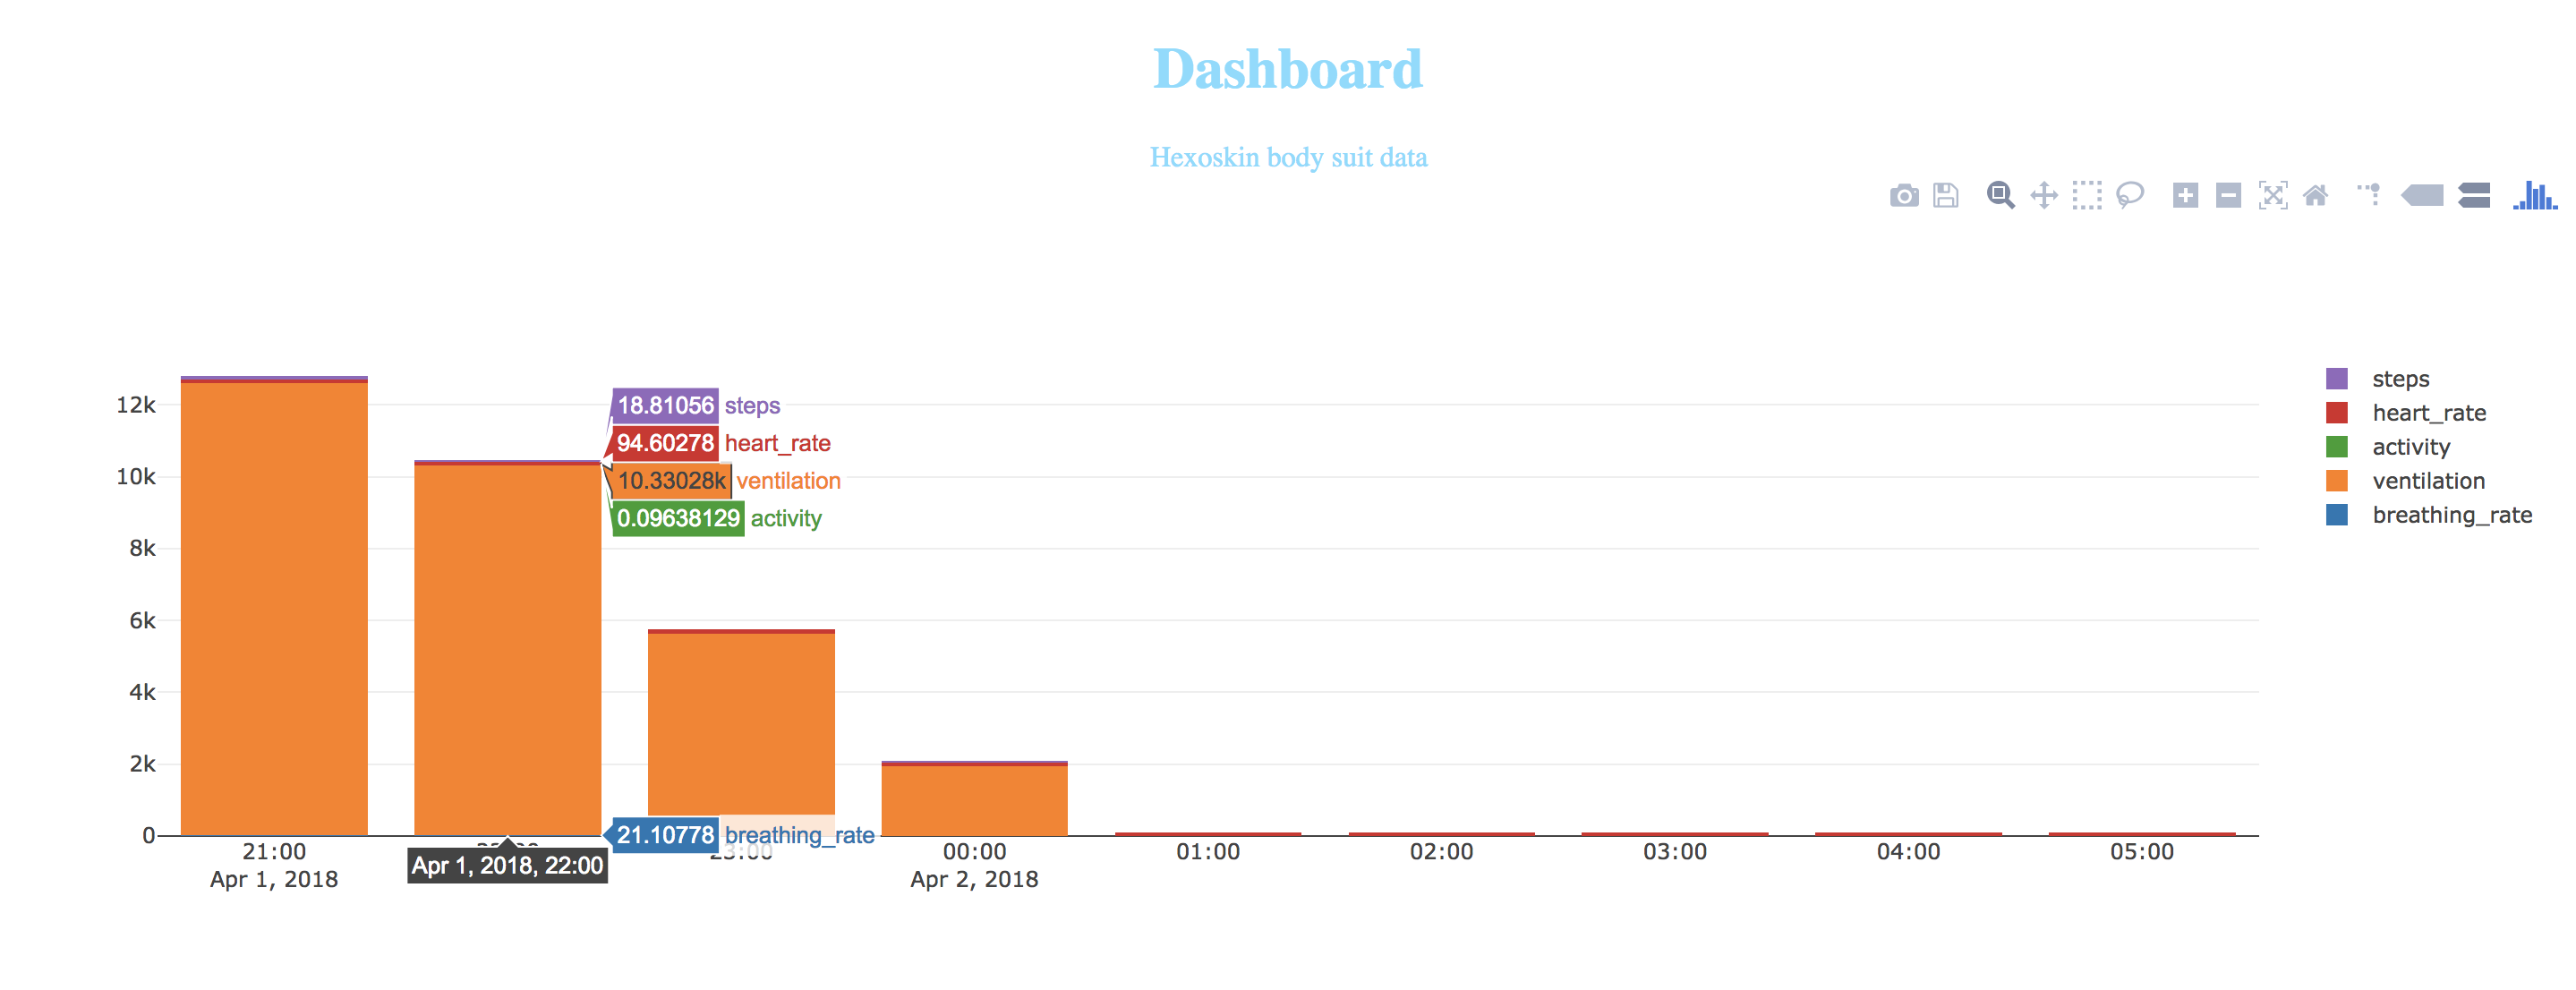 Dashboard
Hexoskin body suit data
12k
10k
8k
6k
4k
2k
0
18.81056 steps
94.60278 heart_rate
10.33028k ventilation
0.09638129 activity
21.10778 breathing_rate
steps
heart_rate
activity
ventilation
breathing_rate
21:00
Apr 1, 2018
Apr 1, 2018, 22:00
23:00
00:00
Apr 2, 2018
01:00
02:00
03:00
04:00
05:00